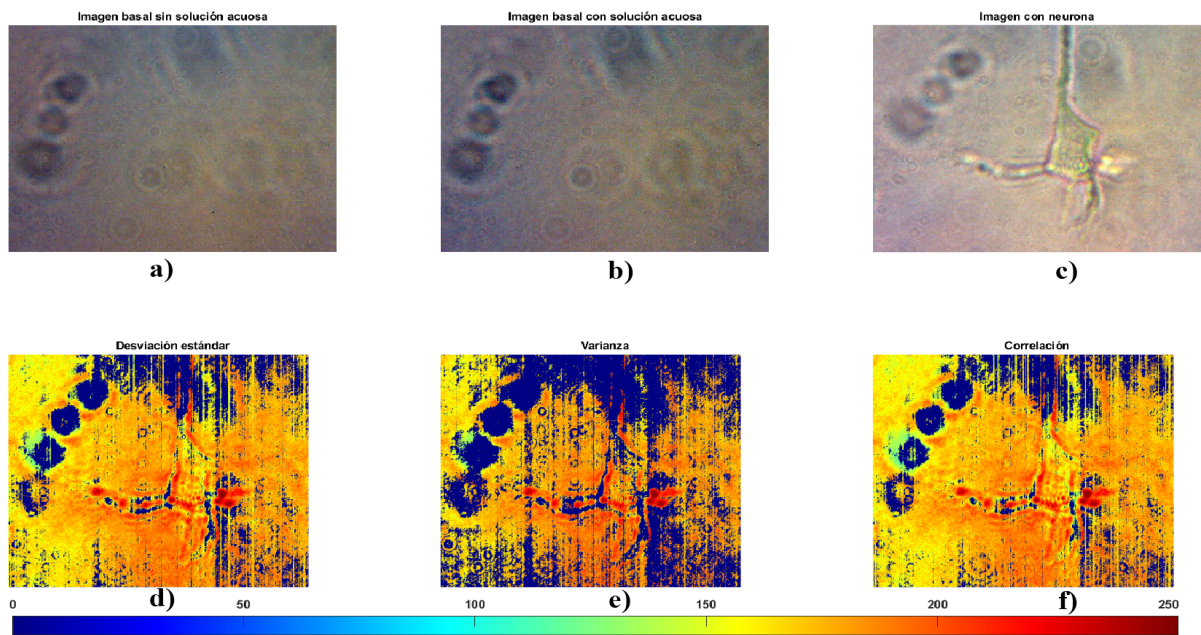 Imagen basal sin solución acuosa
Imagen basal con solución acuosa
Imagen con neurona
a)
b)
c)
Desviación estándar
Varianza
Correlación
d)
e)
f)
0
50
100
150
200
250